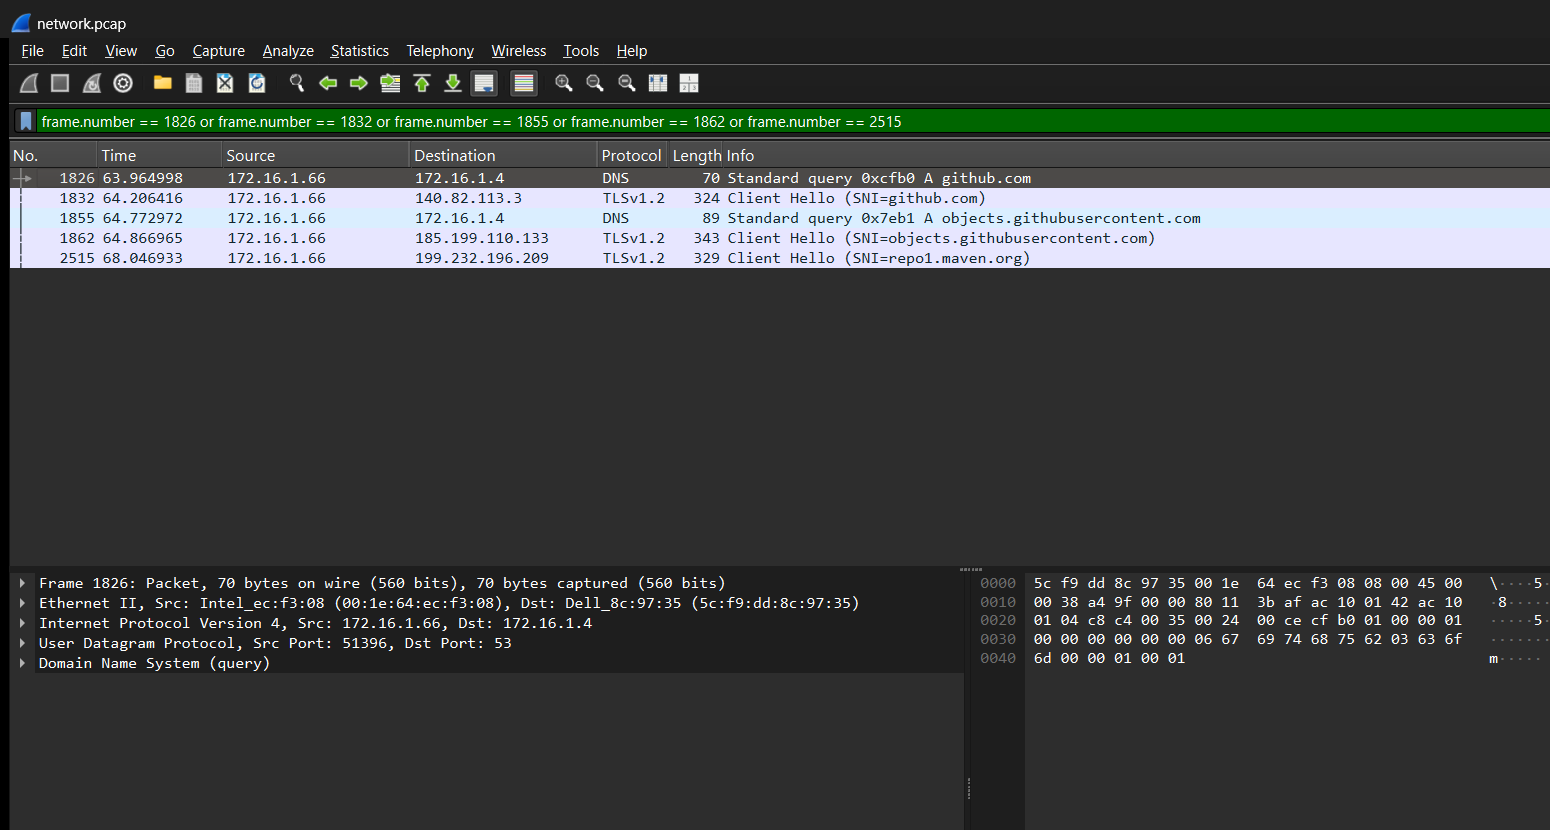 network.pcap
File Edit View Go Capture Analyze Statistics Telephony Wireless Tools Help
frame.number == 1826 or frame.number == 1832 or frame.number == 1855 or frame.number == 1862 or frame.number == 2515
No. Time Source Destination Protocol Length Info
1826 63.964998 172.16.1.66 172.16.1.4 DNS 70 Standard query 0xcfb0 A github.com
1832 64.206416 172.16.1.66 140.82.113.3 TLSv1.2 324 Client Hello (SNI=github.com)
1855 64.772972 172.16.1.66 172.16.1.4 DNS 89 Standard query 0x7eb1 A objects.githubusercontent.com
1862 64.866965 172.16.1.66 185.199.110.133 TLSv1.2 343 Client Hello (SNI=objects.githubusercontent.com)
2515 68.046933 172.16.1.66 199.232.196.209 TLSv1.2 329 Client Hello (SNI=repo1.maven.org)
Frame 1826: Packet, 70 bytes on wire (560 bits), 70 bytes captured (560 bits)
Ethernet II, Src: Intel_ec:f3:08 (00:1e:64:ec:f3:08), Dst: Dell_8c:97:35 (5c:f9:dd:8c:97:35)
Internet Protocol Version 4, Src: 172.16.1.66, Dst: 172.16.1.4
User Datagram Protocol, Src Port: 51396, Dst Port: 53
Domain Name System (query)
0000 5c f9 dd 8c 97 35 00 1e 64 ec f3 08 08 00 45 00 \····5·
0010 00 38 a4 9f 00 00 80 11 3b af ac 10 01 42 ac 10 ·8·····
0020 01 04 c8 c4 00 35 00 24 00 ce cf b0 01 00 00 01 ·····5·
0030 00 00 00 00 00 00 06 67 69 74 68 75 62 03 63 6f ·······
0040 6d 00 00 01 00 01 m·····